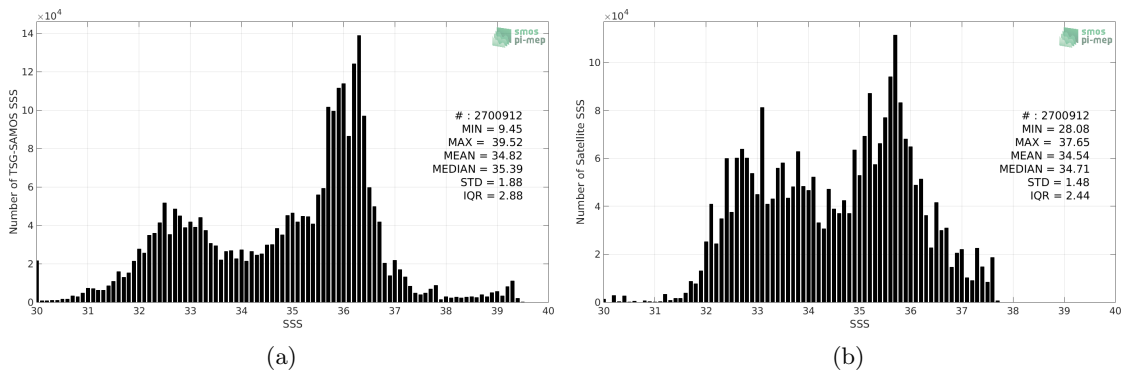 ×10⁴
14
12
10
8
6
4
2
0
Number of TSG-SAMOS SSS
30 31 32 33 34 35 36 37 38 39 40
SSS
smos
pi-mep
# : 2700912
MIN = 9.45
MAX = 39.52
MEAN = 34.82
MEDIAN = 35.39
STD = 1.88
IQR = 2.88
(a)
×10⁴
10
8
6
4
2
0
Number of Satellite SSS
30 31 32 33 34 35 36 37 38 39 40
SSS
smos
pi-mep
# : 2700912
MIN = 28.08
MAX = 37.65
MEAN = 34.54
MEDIAN = 34.71
STD = 1.48
IQR = 2.44
(b)